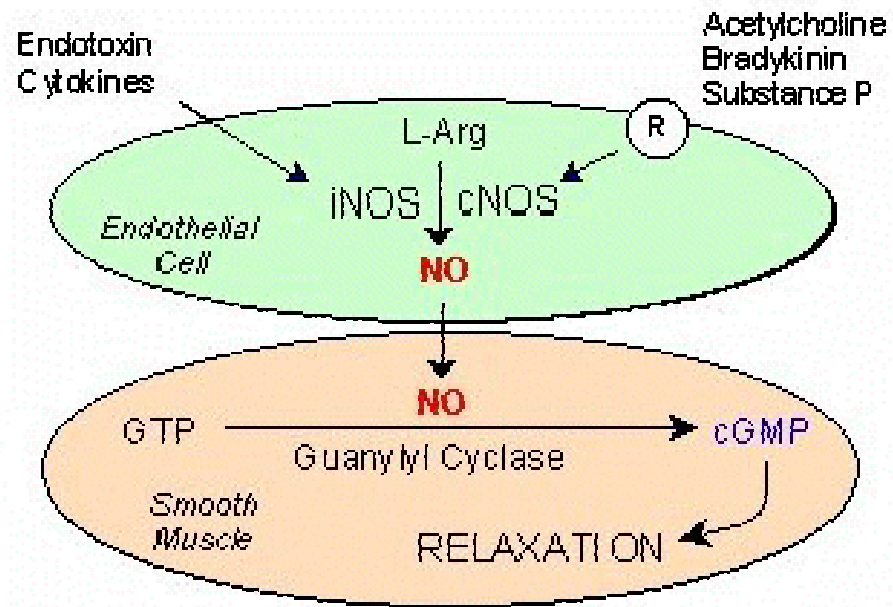 Endotoxin
Cytokines
Acetylcholine
Bradykinin
Substance P
R
L-Arg
iNOS
cNOS
Endothelial
Cell
NO
NO
GTP
cGMP
Guanylyl Cyclase
Smooth
Muscle
RELAXATION